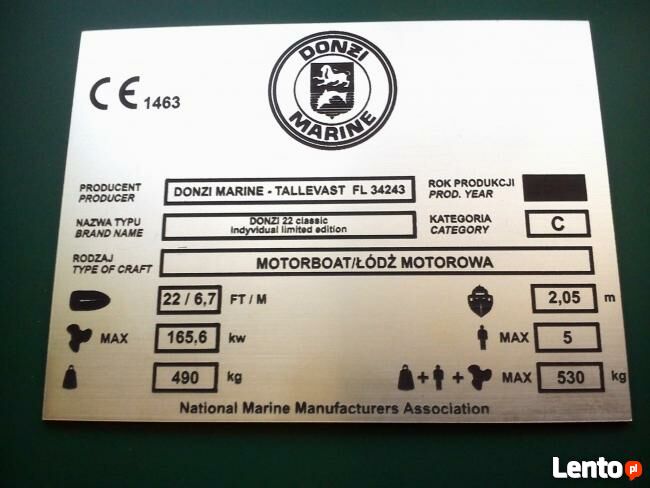 CE 1463
DONZI
MARINE
PRODUCENT
PRODUCER
DONZI MARINE - TALLEVAST FL 34243
ROK PRODUKCJI
PROD. YEAR
NAZWA TYPU
BRAND NAME
DONZI 22 classic
Indyvidual limited edition
KATEGORIA
CATEGORY
C
RODZAJ
TYPE OF CRAFT
MOTORBOAT/ŁÓDŹ MOTOROWA
22 / 6,7 FT / M
2,05 m
MAX 165,6 kw
MAX 5
490 kg
+ + MAX 530 kg
National Marine Manufacturers Association
Lento.pl